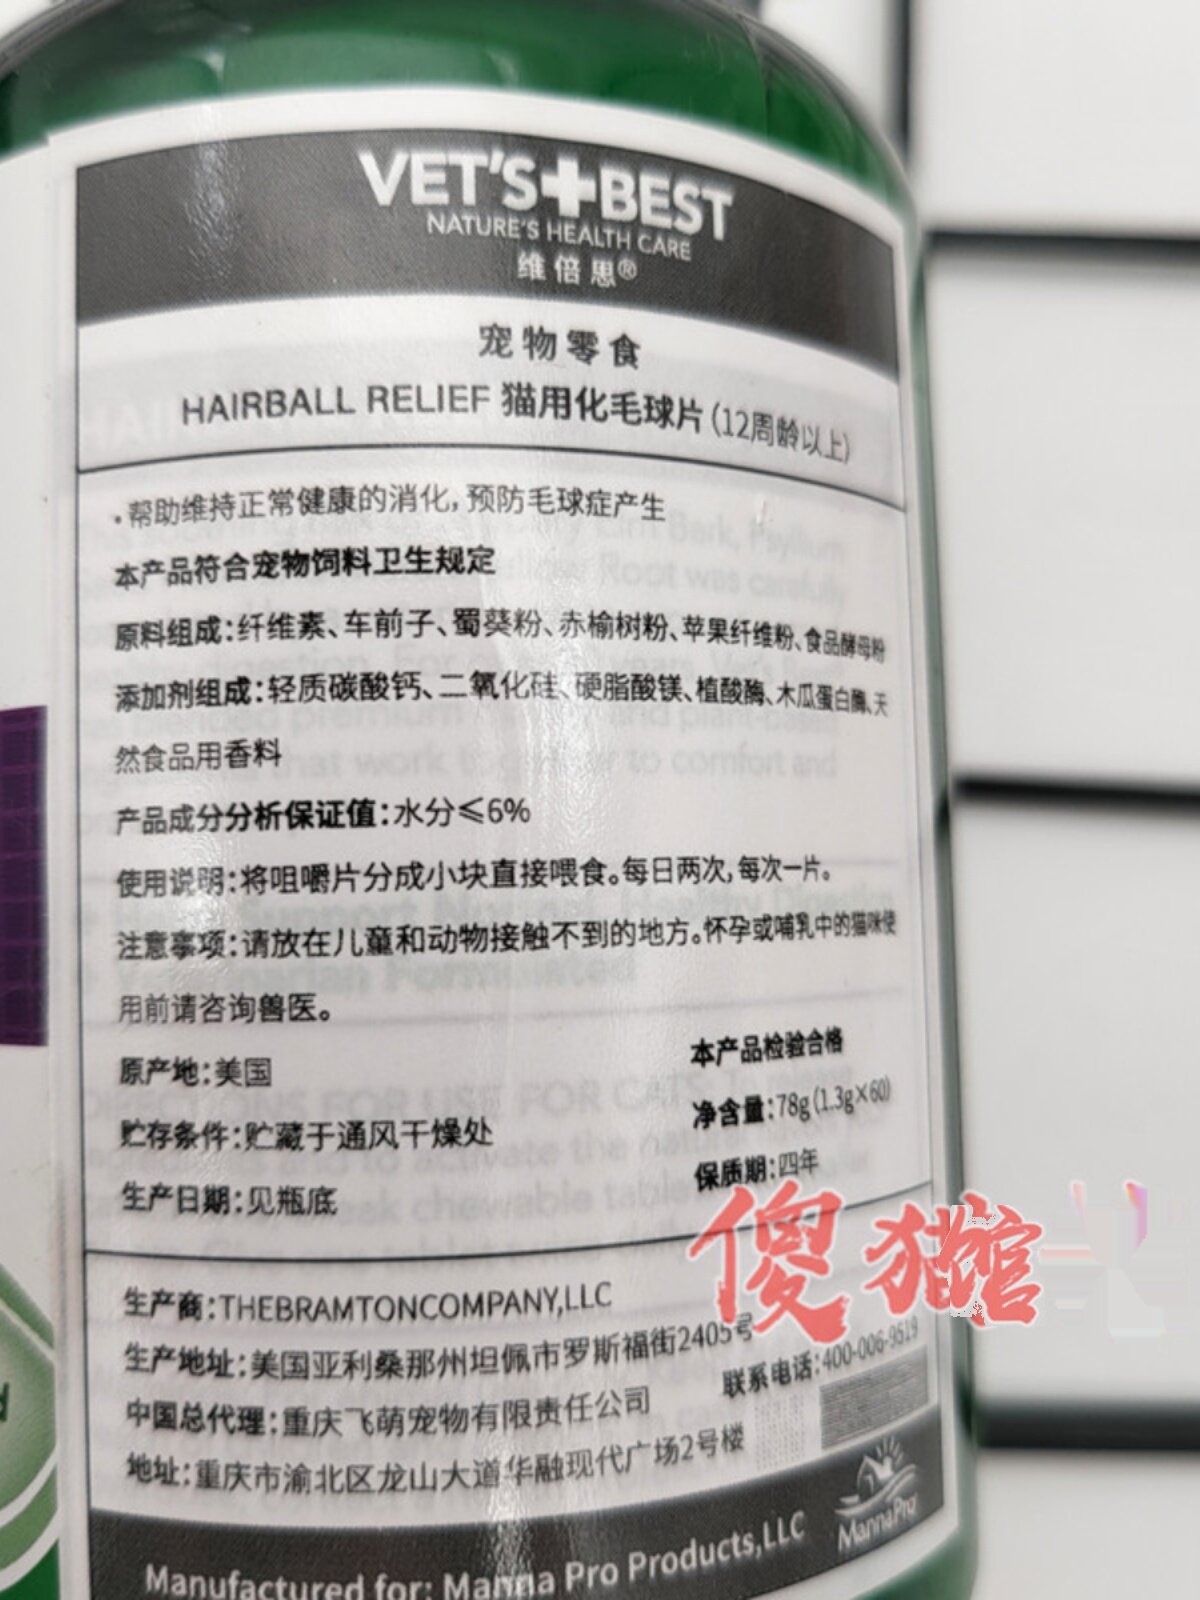 VET'S+BEST
NATURE'S HEALTH CARE
维倍思®
宠物零食
HAIRBALL RELIEF 猫用化毛球片(12周龄以上)
·帮助维持正常健康的消化,预防毛球症产生
本产品符合宠物饲料卫生规定
原料组成:纤维素、车前子、蜀葵粉、赤榆树粉、苹果纤维粉、食品酵母粉
添加剂组成:轻质碳酸钙、二氧化硅、硬脂酸镁、植酸酶、木瓜蛋白酶、天
然食品用香料
产品成分分析保证值:水分≤6%
使用说明:将咀嚼片分成小块直接喂食。每日两次,每次一片。
注意事项:请放在儿童和动物接触不到的地方。怀孕或哺乳中的猫咪使
用前请咨询兽医。
原产地:美国
本产品检验合格
净含量:78g(1.3g×60)
贮存条件:贮藏于通风干燥处
保质期:四年
生产日期:见瓶底
傻猫馆
生产商:THEBRAMTONCOMPANY,LLC
生产地址:美国亚利桑那州坦佩市罗斯福街2405号
中国总代理:重庆飞萌宠物有限责任公司
联系电话:400-006-9519
地址:重庆市渝北区龙山大道华融现代广场2号楼
MannaPro
Manufactured for: Manna Pro Products,LLC